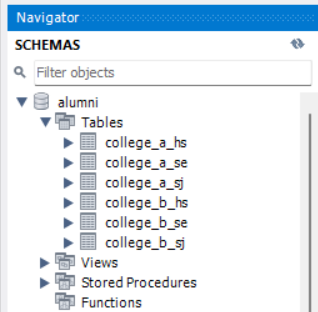 Navigator
SCHEMAS
Filter objects
alumni
Tables
college_a_hs
college_a_se
college_a_sj
college_b_hs
college_b_se
college_b_sj
Views
Stored Procedures
Functions